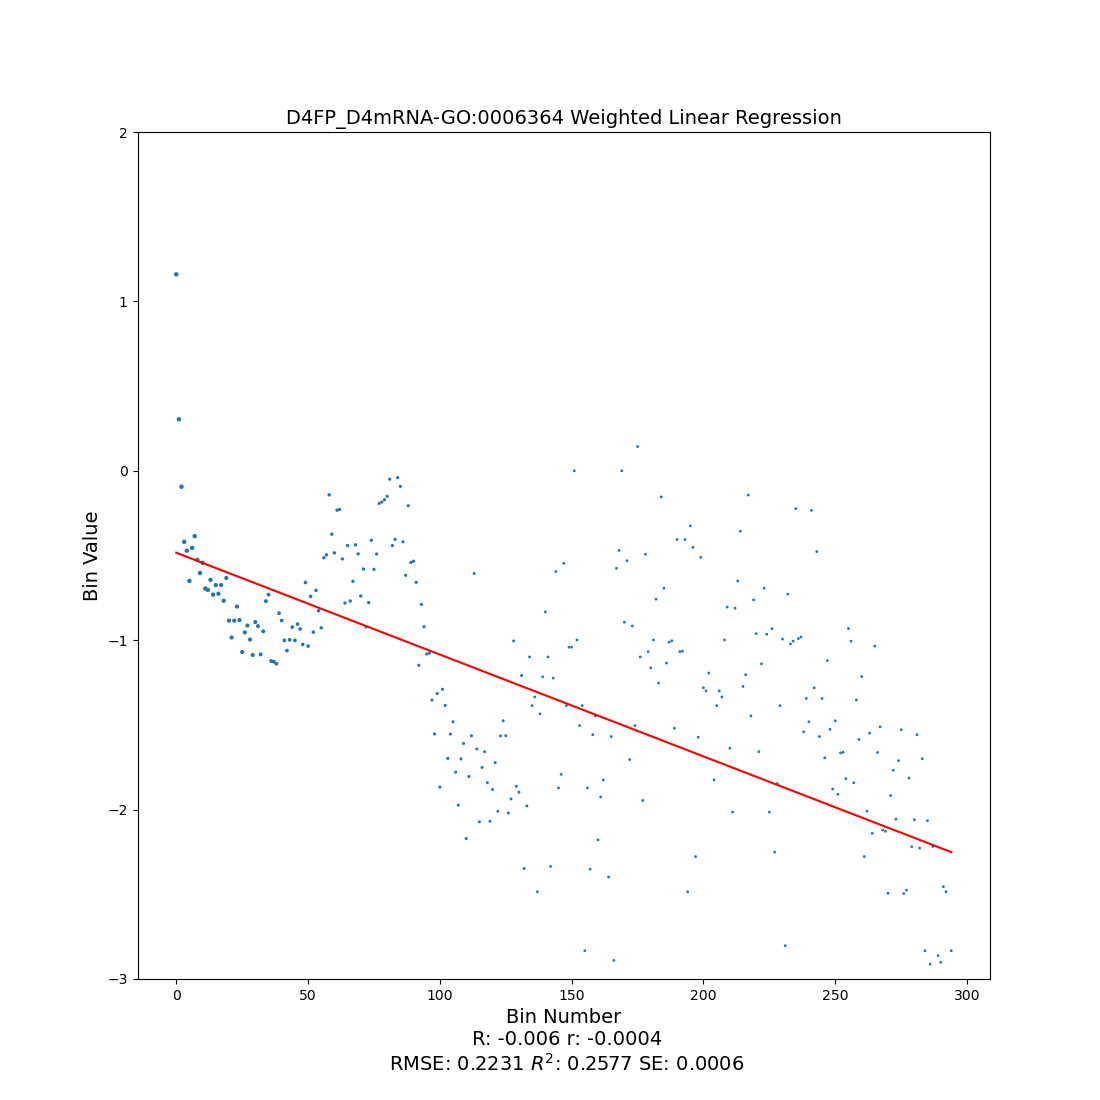 D4FP_D4mRNA-GO:0006364 Weighted Linear Regression
2
1
0
−1
−2
−3
Bin Value
0 50 100 150 200 250 300
Bin Number
R: -0.006 r: -0.0004
RMSE: 0.2231 R²: 0.2577 SE: 0.0006